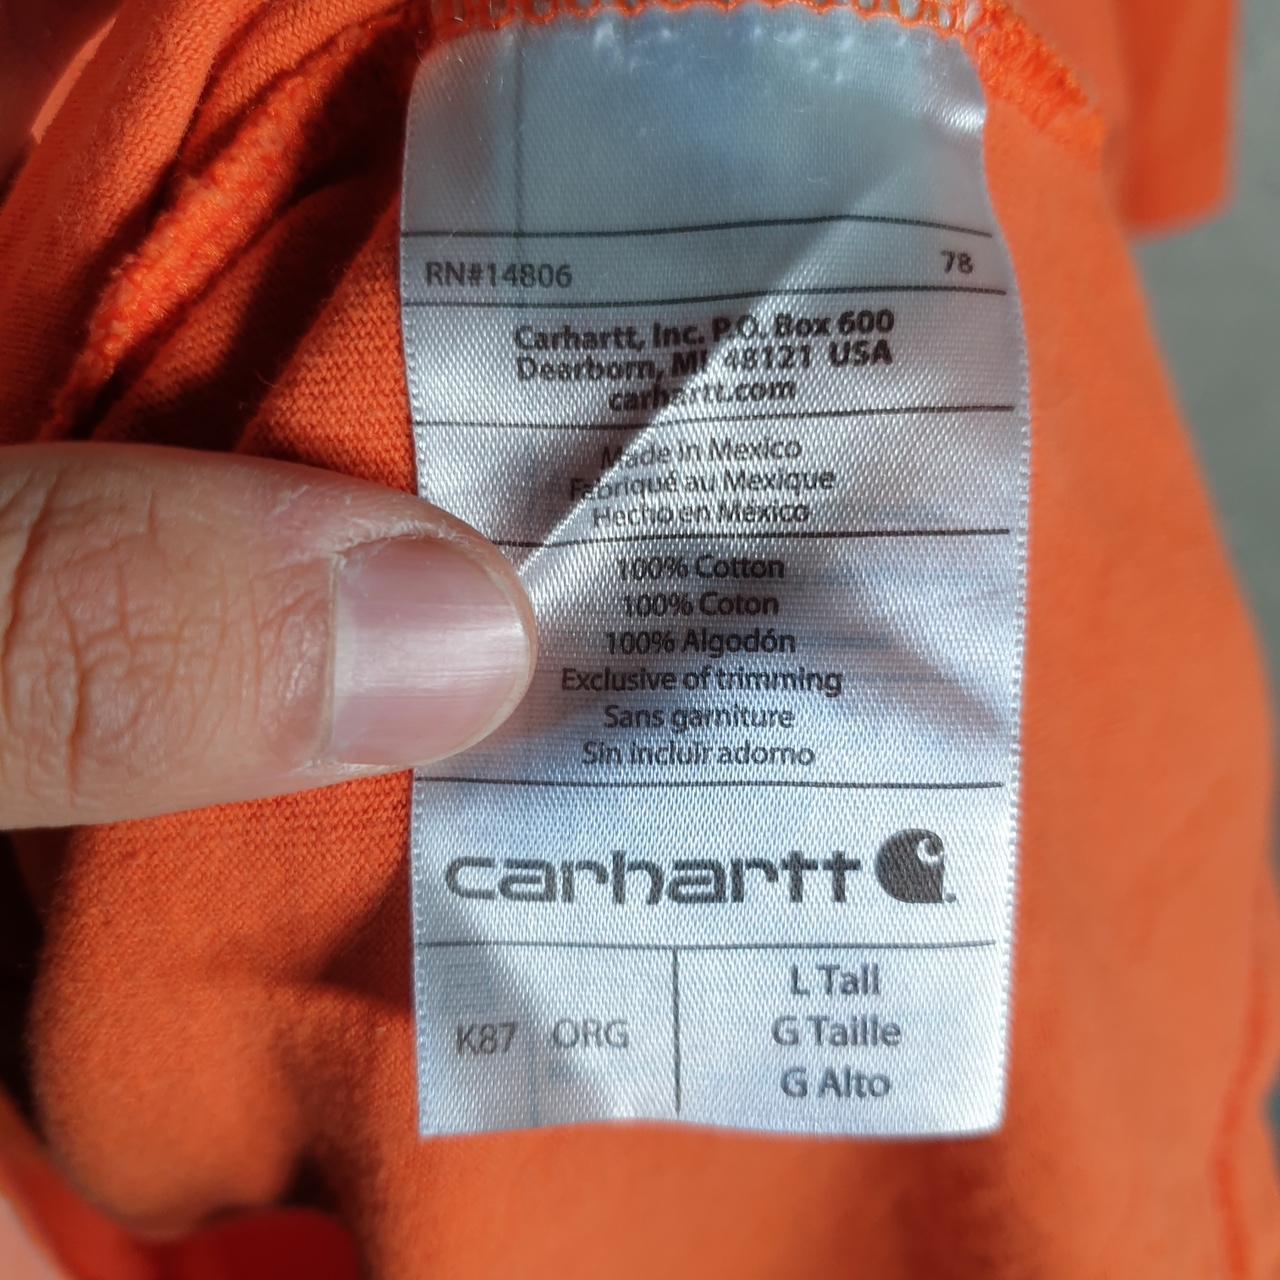 RN#14806 78
Carhartt, Inc. P.O. Box 600
Dearborn, MI 48121 USA
carhartt.com
Made in Mexico
Fabriqué au Mexique
Hecho en México
100% Cotton
100% Coton
100% Algodón
Exclusive of trimming
Sans garniture
Sin incluir adorno
carhartt
K87 ORG
L Tall
G Taille
G Alto